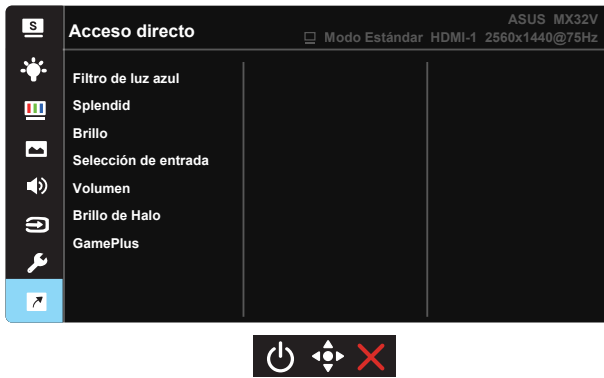 S
Acceso directo
ASUS MX32V
Modo Estándar HDMI-1 2560x1440@75Hz
Filtro de luz azul
Splendid
Brillo
Selección de entrada
Volumen
Brillo de Halo
GamePlus